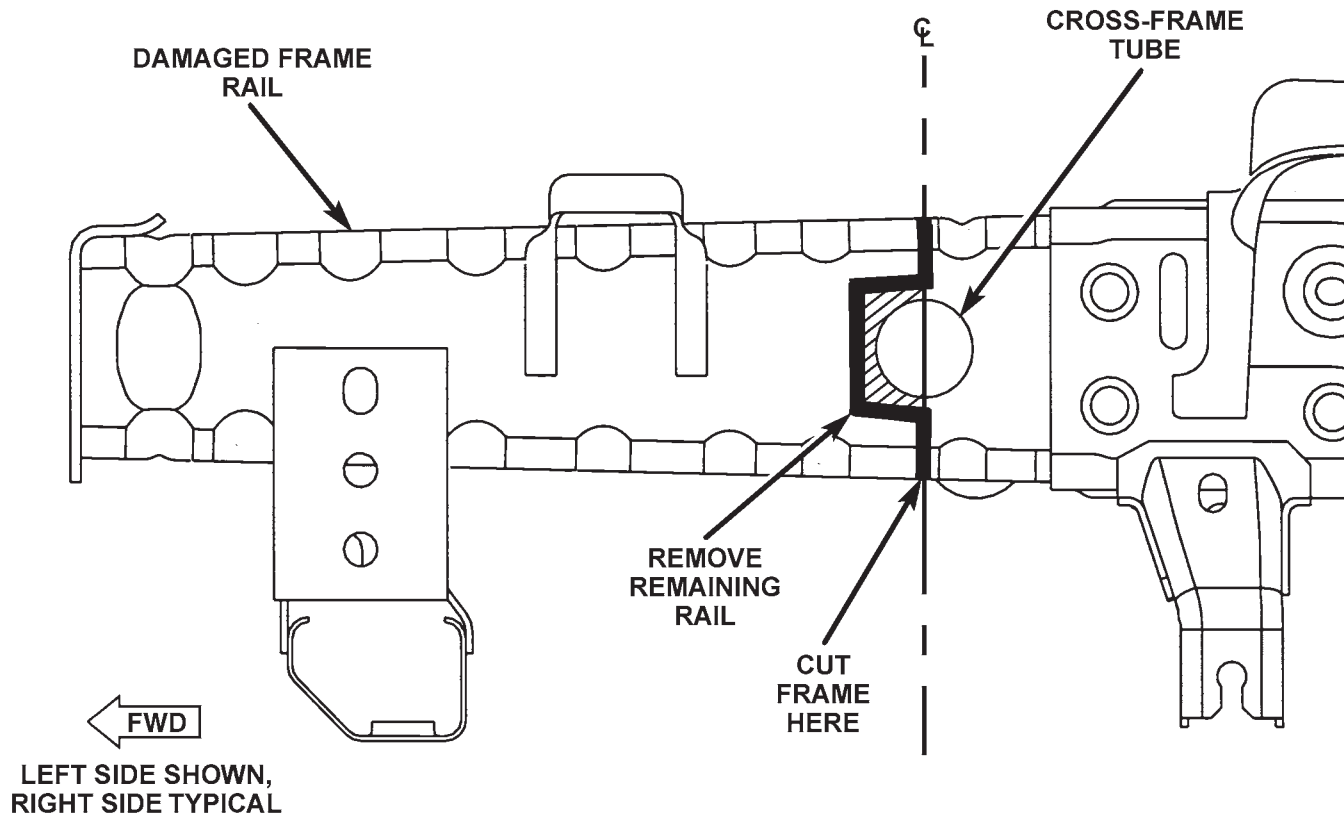 DAMAGED FRAME
RAIL
℄
CROSS-FRAME
TUBE
REMOVE
REMAINING
RAIL
CUT
FRAME
HERE
FWD
LEFT SIDE SHOWN,
RIGHT SIDE TYPICAL